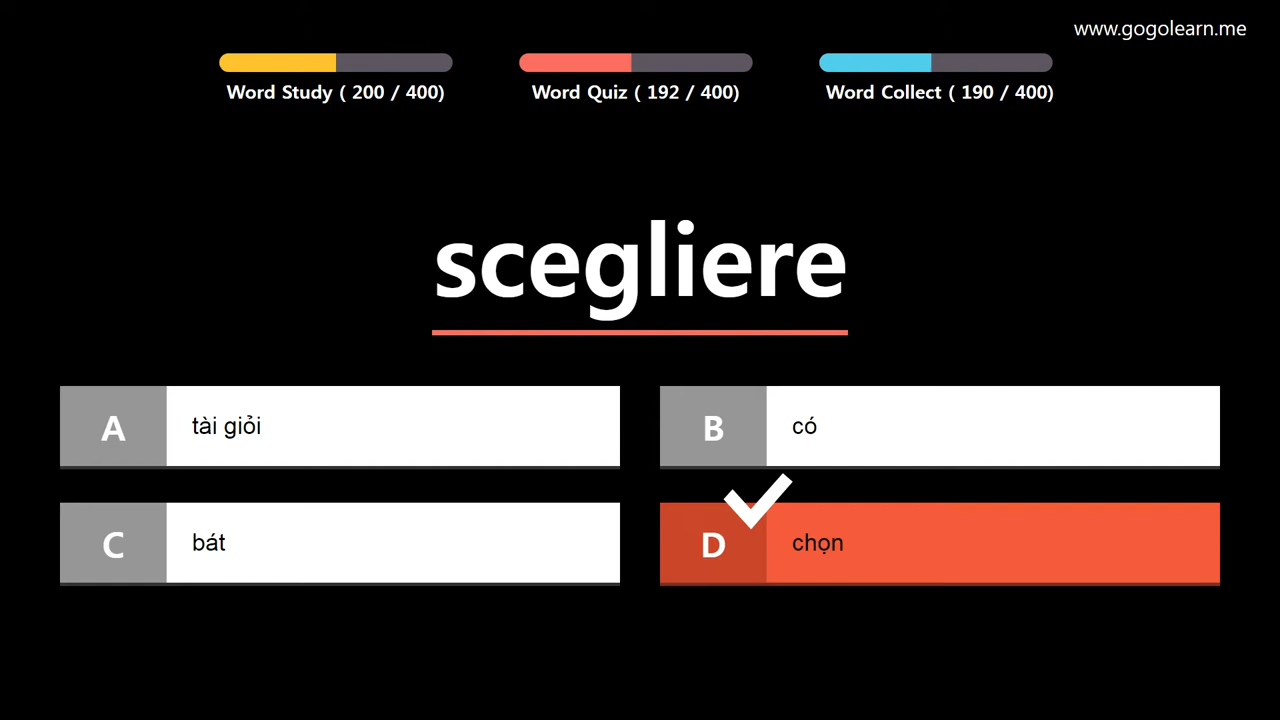 www.gogolearn.me
Word Study ( 200 / 400)
Word Quiz ( 192 / 400)
Word Collect ( 190 / 400)
scegliere
A tài giỏi
B có
C bát
D chọn